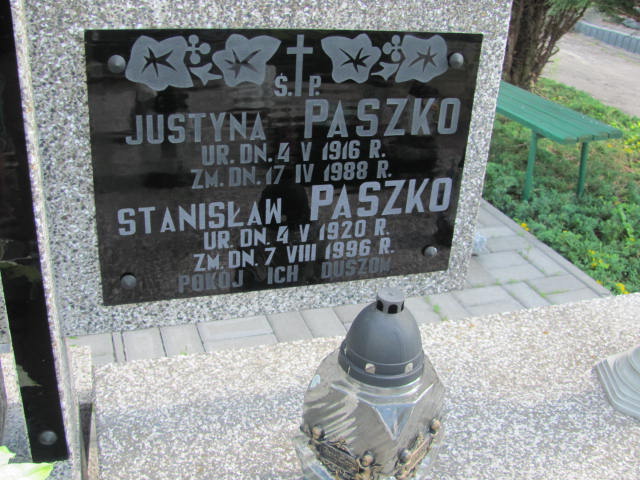 Ś. P.
JUSTYNA PASZKO
UR. DN. 4 V 1916 R.
ZM. DN. 17 IV 1988 R.
STANISŁAW PASZKO
UR. DN. 4 V 1920 R.
ZM. DN. 7 VIII 1996 R.
POKÓJ ICH DUSZOM